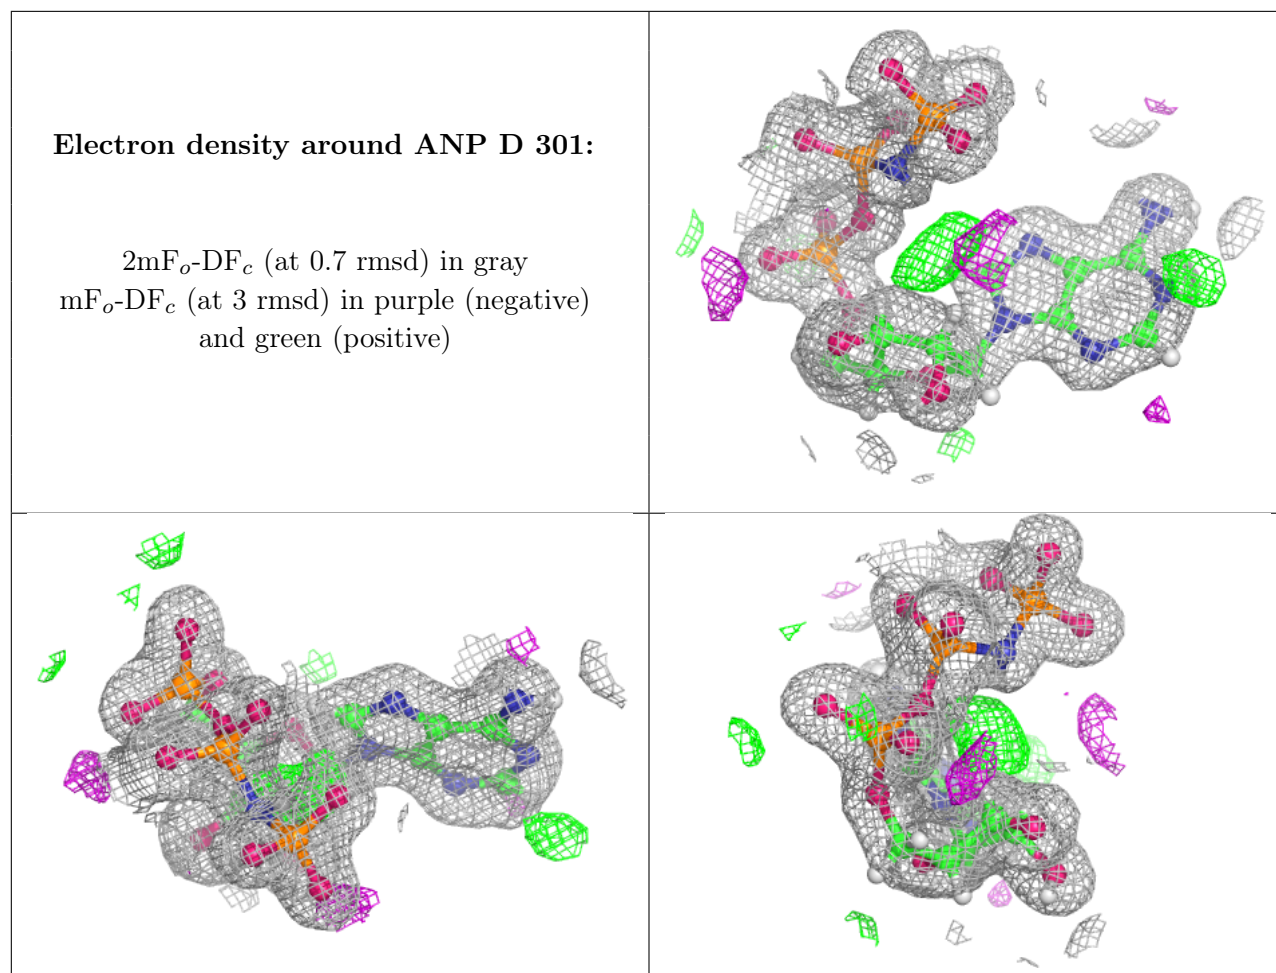 Electron density around ANP D 301:
2mFo-DFc (at 0.7 rmsd) in gray
mFo-DFc (at 3 rmsd) in purple (negative)
and green (positive)